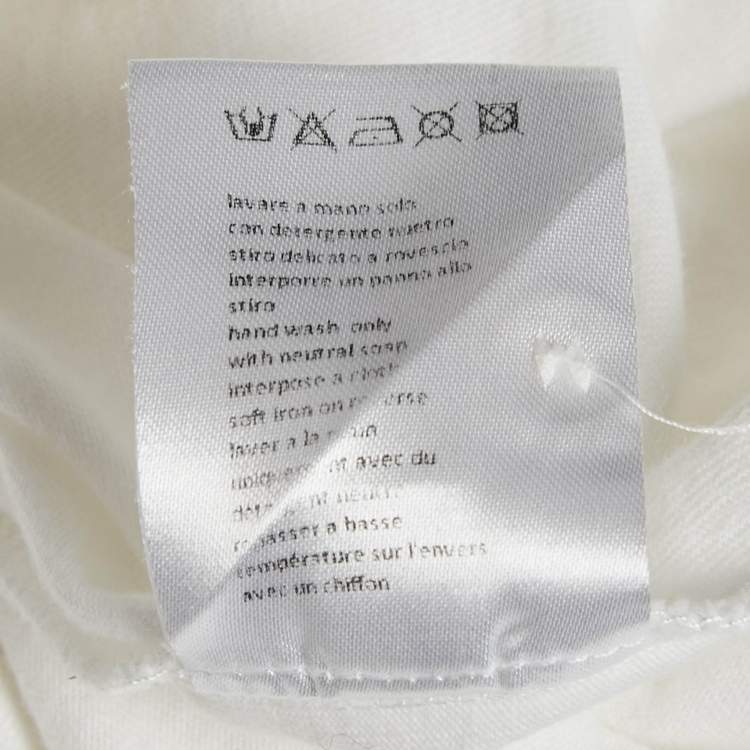 lavare a mano solo
con detergente nuetro
stiro delicato a rovescio
interporre un panno allo
stiro
hand wash only
with neutral soap
interpose a cloth
soft iron on reverse
laver a la main
uniquement avec du
détergent neutre
repasser a basse
température sur l'envers
avec un chiffon